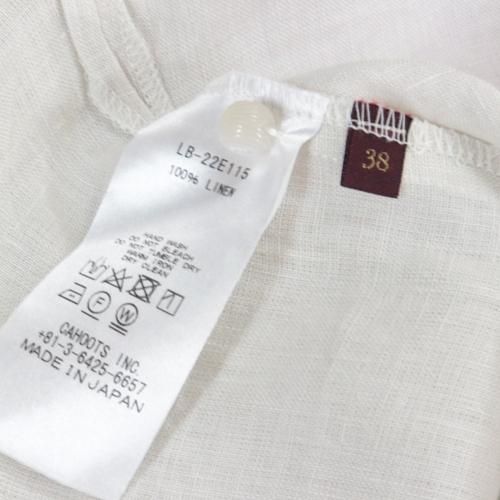 LB-22E115
100% LINEN
HAND WASH
DO NOT BLEACH
DO NOT TUMBLE DRY
WARM IRON
DRY CLEAN
F W
CAHOOTS INC.
+81-3-6425-6657
MADE IN JAPAN
38